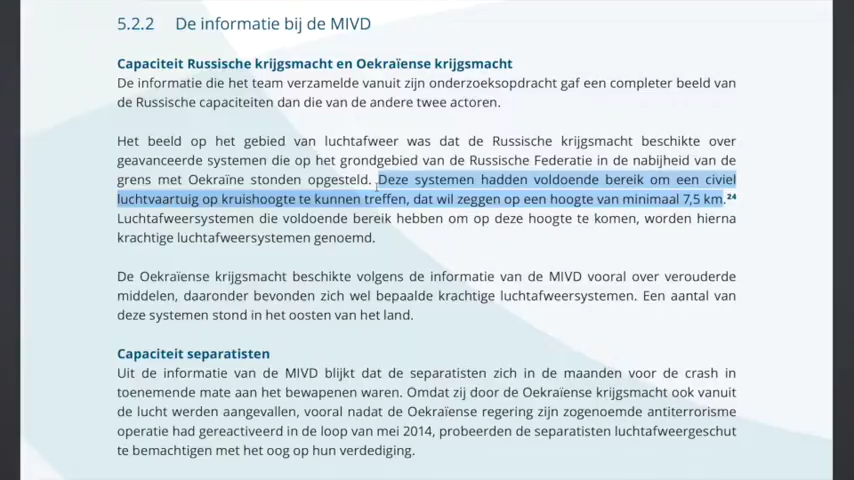 5.2.2 De informatie bij de MIVD
Capaciteit Russische krijgsmacht en Oekraïense krijgsmacht
De informatie die het team verzamelde vanuit zijn onderzoeksopdracht gaf een completer beeld van
de Russische capaciteiten dan die van de andere twee actoren.
Het beeld op het gebied van luchtafweer was dat de Russische krijgsmacht beschikte over
geavanceerde systemen die op het grondgebied van de Russische Federatie in de nabijheid van de
grens met Oekraïne stonden opgesteld. Deze systemen hadden voldoende bereik om een civiel
luchtvaartuig op kruishoogte te kunnen treffen, dat wil zeggen op een hoogte van minimaal 7,5 km.²⁴
Luchtafweersystemen die voldoende bereik hebben om op deze hoogte te komen, worden hierna
krachtige luchtafweersystemen genoemd.
De Oekraïense krijgsmacht beschikte volgens de informatie van de MIVD vooral over verouderde
middelen, daaronder bevonden zich wel bepaalde krachtige luchtafweersystemen. Een aantal van
deze systemen stond in het oosten van het land.
Capaciteit separatisten
Uit de informatie van de MIVD blijkt dat de separatisten zich in de maanden voor de crash in
toenemende mate aan het bewapenen waren. Omdat zij door de Oekraïense krijgsmacht ook vanuit
de lucht werden aangevallen, vooral nadat de Oekraïense regering zijn zogenoemde antiterrorisme
operatie had gereactiveerd in de loop van mei 2014, probeerden de separatisten luchtafweergeschut
te bemachtigen met het oog op hun verdediging.